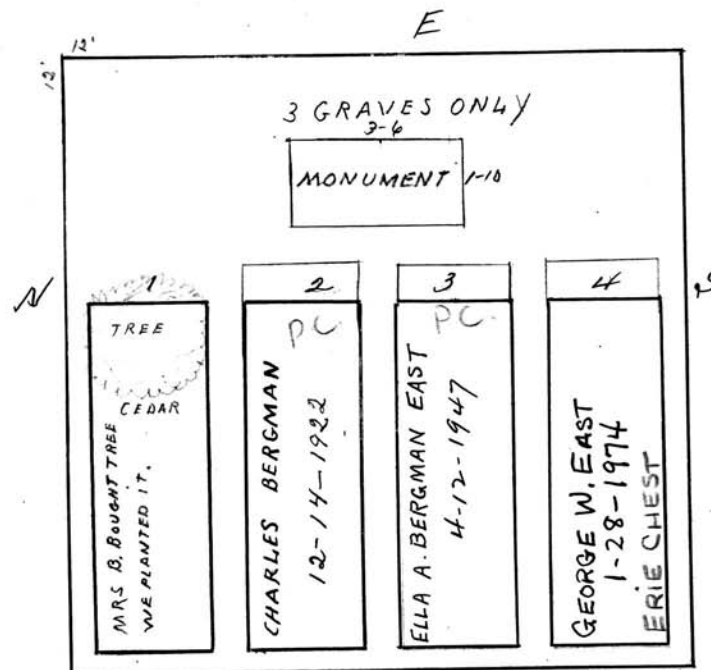 E
12'
12'
3 GRAVES ONLY
3-6
MONUMENT
1-10
N
S
1
2
3
4
TREE
CEDAR
MRS B. BOUGHT TREE
WE PLANTED IT.
P.C.
CHARLES BERGMAN
12-14-1922
P.C.
ELLA A. BERGMAN EAST
4-12-1947
GEORGE W. EAST
1-28-1974
ERIE CHEST